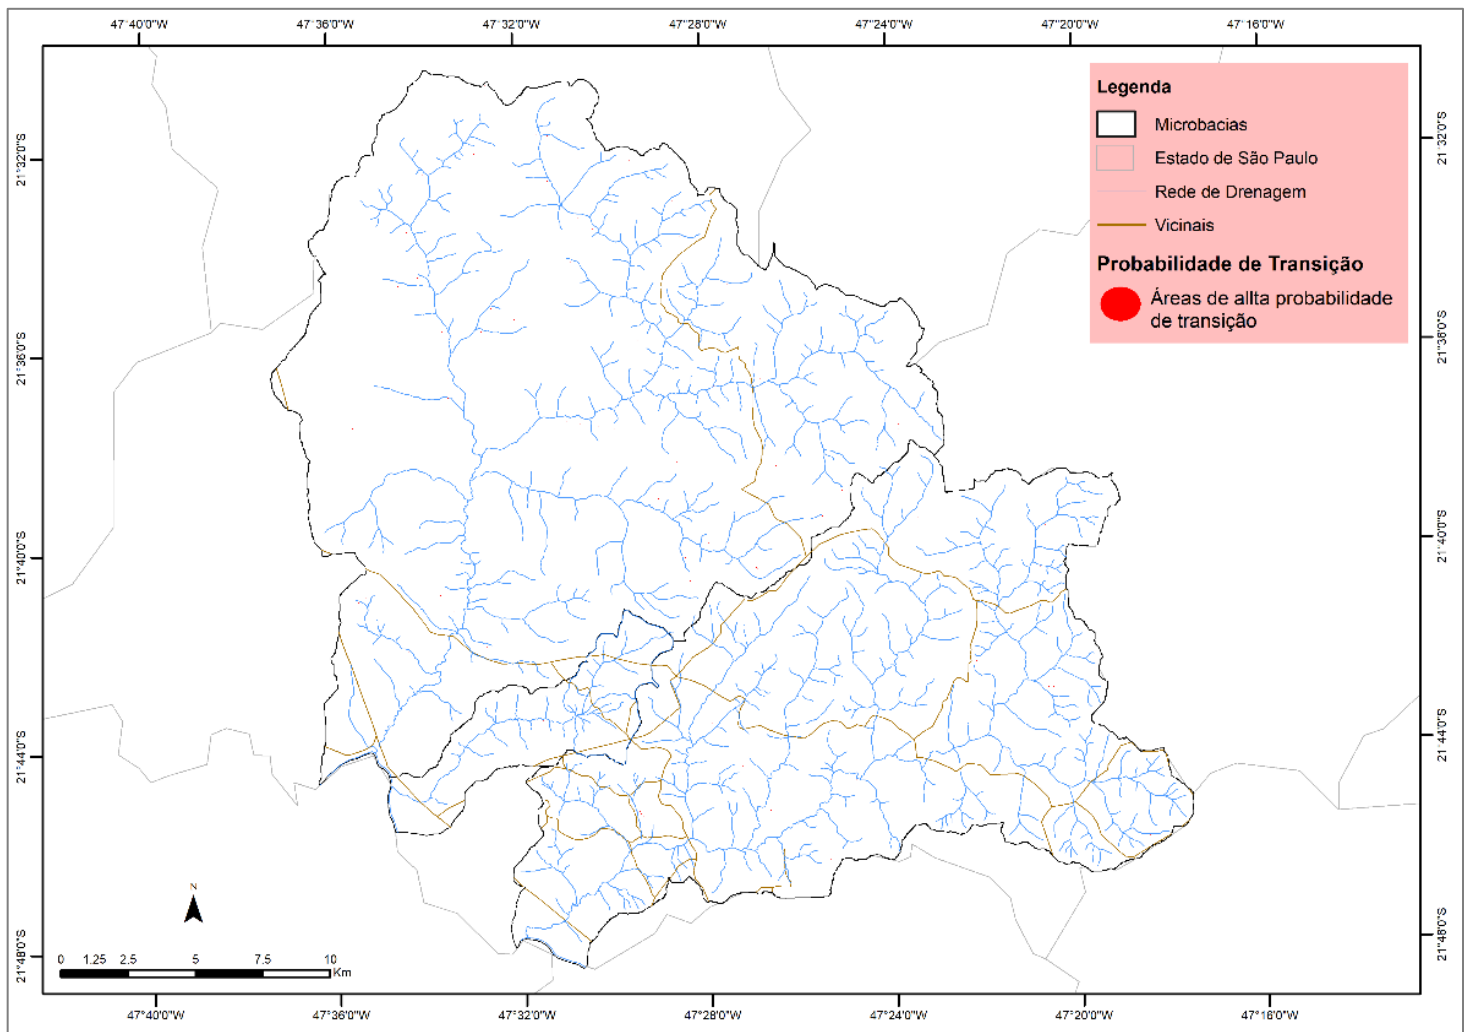 47°40'0"W 47°36'0"W 47°32'0"W 47°28'0"W 47°24'0"W 47°20'0"W 47°16'0"W
Legenda
Microbacias
Estado de São Paulo
Rede de Drenagem
Vicinais
Probabilidade de Transição
Áreas de allta probabilidade
de transição
21°32'0"S
21°36'0"S
21°40'0"S
21°44'0"S
21°48'0"S
21°32'0"S
21°38'0"S
21°40'0"S
21°44'0"S
21°48'0"S
N
0 1.25 2.5 5 7.5 10
Km
47°40'0"W 47°36'0"W 47°32'0"W 47°28'0"W 47°24'0"W 47°20'0"W 47°16'0"W